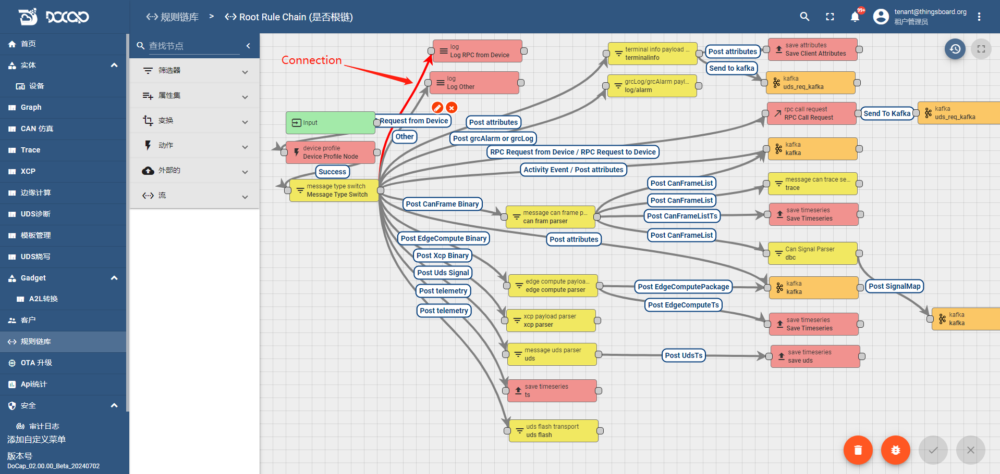 DOCAP
规则链库 > Root Rule Chain (是否根链)
99+
tenant@thingsboard.org
租户管理员
首页
实体
设备
Graph
CAN 仿真
Trace
XCP
边缘计算
UDS诊断
模板管理
UDS烧写
Gadget
A2L转换
客户
规则链库
OTA 升级
Api统计
安全
审计日志
添加自定义菜单
版本号
DoCap_02.00.00_Beta_20240702
查找节点
筛选器
属性集
变换
动作
外部的
流
Connection
log
Log RPC from Device
log
Log Other
terminal info payload ...
terminalinfo
Post attributes
Send to kafka
save attributes
Save Client Attributes
kafka
uds_req_kafka
grcLog/grcAlarm payl...
log/alarm
Input
Request from Device
Other
Post attributes
Post grcAlarm or grcLog
rpc call request
RPC Call Request
Send To Kafka
kafka
uds_req_kafka
device profile
Device Profile Node
RPC Request from Device / RPC Request to Device
kafka
kafka
Success
Activity Event / Post attributes
message type switch
Message Type Switch
Post CanFrameList
message can trace se...
trace
Post CanFrameList
Post CanFrame Binary
message can frame p...
can fram parser
Post CanFrameListTs
save timeseries
Save Timeseries
Post CanFrameList
Post EdgeCompute Binary
Post attributes
Can Signal Parser
dbc
Post Xcp Binary
Post Uds Signal
edge compute payloa...
edge compute parser
Post EdgeComputePackage
kafka
kafka
Post SignalMap
Post telemetry
Post EdgeComputeTs
Post telemetry
xcp payload parser
xcp parser
save timeseries
Save Timeseries
kafka
kafka
message uds parser
uds
Post UdsTs
save timeseries
save uds
save timeseries
ts
uds flash transport
uds flash